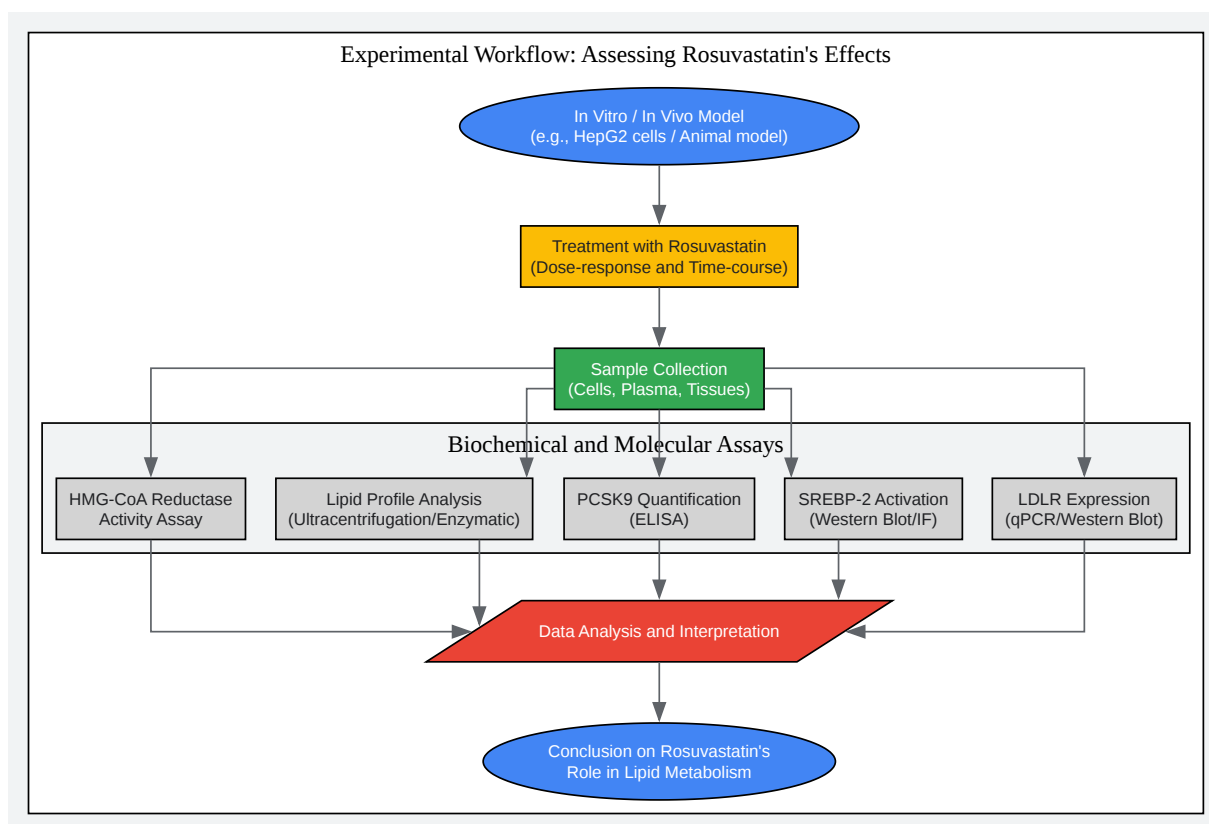 Experimental Workflow: Assessing Rosuvastatin's Effects
In Vitro / In Vivo Model
(e.g., HepG2 cells / Animal model)
Treatment with Rosuvastatin
(Dose-response and Time-course)
Sample Collection
(Cells, Plasma, Tissues)
Biochemical and Molecular Assays
HMG-CoA Reductase
Activity Assay
Lipid Profile Analysis
(Ultracentrifugation/Enzymatic)
PCSK9 Quantification
(ELISA)
SREBP-2 Activation
(Western Blot/IF)
LDLR Expression
(qPCR/Western Blot)
Data Analysis and Interpretation
Conclusion on Rosuvastatin's
Role in Lipid Metabolism